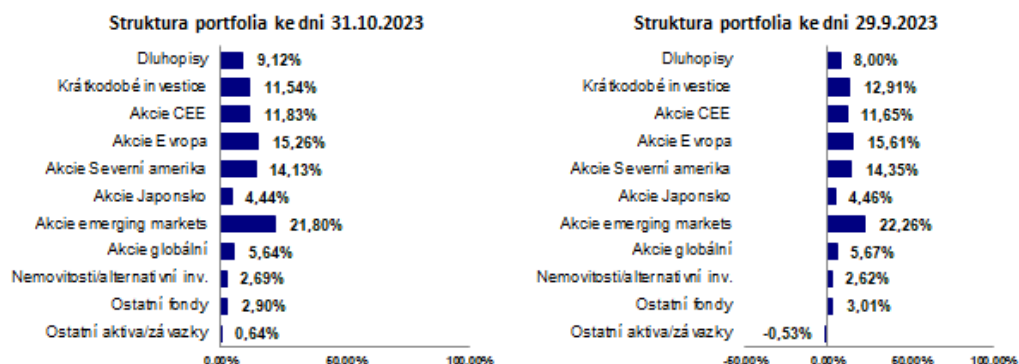 Struktura portfolia ke dni 31.10.2023
Dluhopisy 9,12%
Krátkodobé investice 11,54%
Akcie CEE 11,83%
Akcie Evropa 15,26%
Akcie Severní amerika 14,13%
Akcie Japonsko 4,44%
Akcie emerging markets 21,80%
Akcie globální 5,64%
Nemovitosti/alternativní inv. 2,69%
Ostatní fondy 2,90%
Ostatní aktiva/závazky 0,64%
0,00% 50,00% 100,00%
Struktura portfolia ke dni 29.9.2023
Dluhopisy 8,00%
Krátkodobé investice 12,91%
Akcie CEE 11,65%
Akcie Evropa 15,61%
Akcie Severní amerika 14,35%
Akcie Japonsko 4,46%
Akcie emerging markets 22,26%
Akcie globální 5,67%
Nemovitosti/alternativní inv. 2,62%
Ostatní fondy 3,01%
Ostatní aktiva/závazky -0,53%
-50,00% 0,00% 50,00% 100,00%